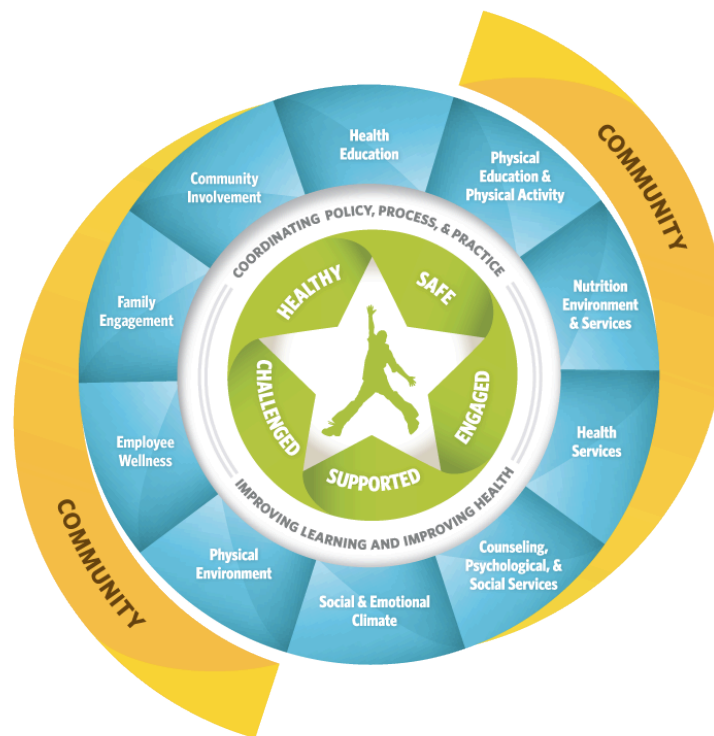 COMMUNITY
Health
Education
Physical
Education &
Physical Activity
Nutrition
Environment
& Services
Health
Services
Counseling,
Psychological, &
Social Services
Social & Emotional
Climate
Physical
Environment
Employee
Wellness
Family
Engagement
Community
Involvement
COORDINATING POLICY, PROCESS, & PRACTICE
IMPROVING LEARNING AND IMPROVING HEALTH
HEALTHY
SAFE
ENGAGED
SUPPORTED
CHALLENGED
COMMUNITY